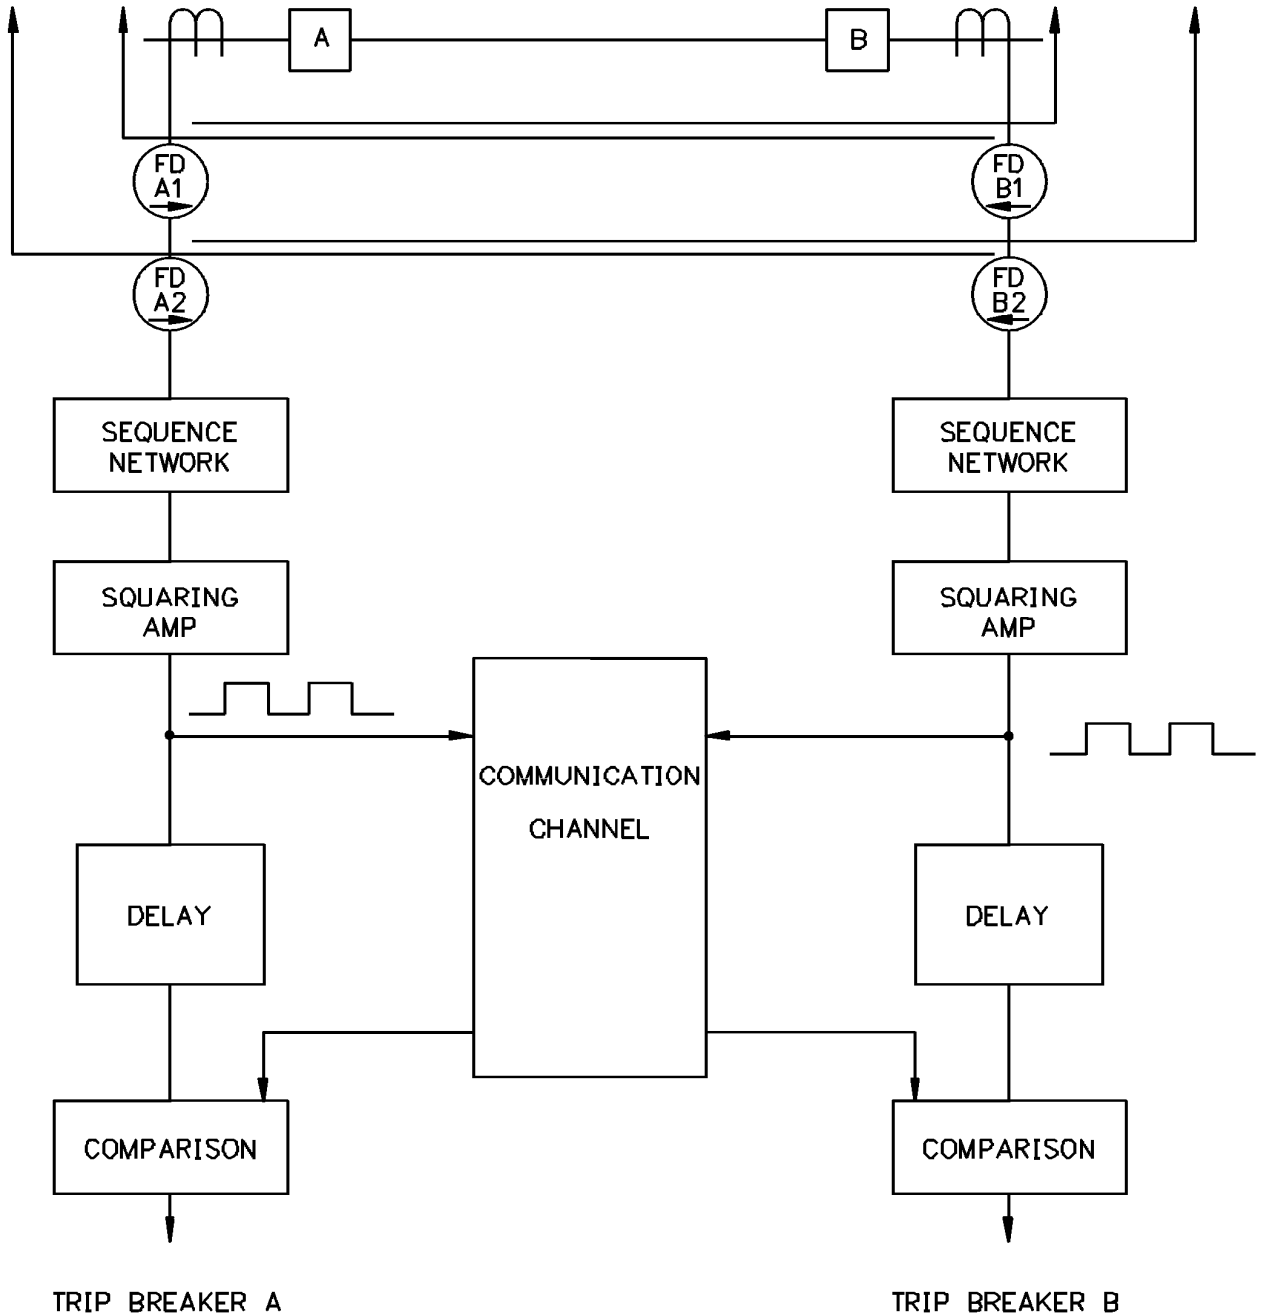 A
B
FD
A1
FD
B1
FD
A2
FD
B2
SEQUENCE
NETWORK
SEQUENCE
NETWORK
SQUARING
AMP
SQUARING
AMP
COMMUNICATION
CHANNEL
DELAY
DELAY
COMPARISON
COMPARISON
TRIP BREAKER A
TRIP BREAKER B